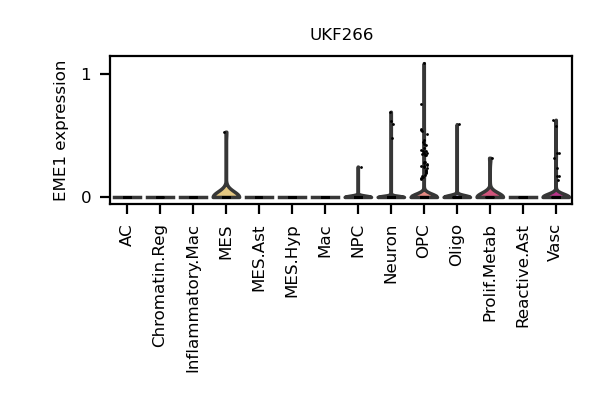 UKF266
EME1 expression
1
0
AC
Chromatin.Reg
Inflammatory.Mac
MES
MES.Ast
MES.Hyp
Mac
NPC
Neuron
OPC
Oligo
Prolif.Metab
Reactive.Ast
Vasc